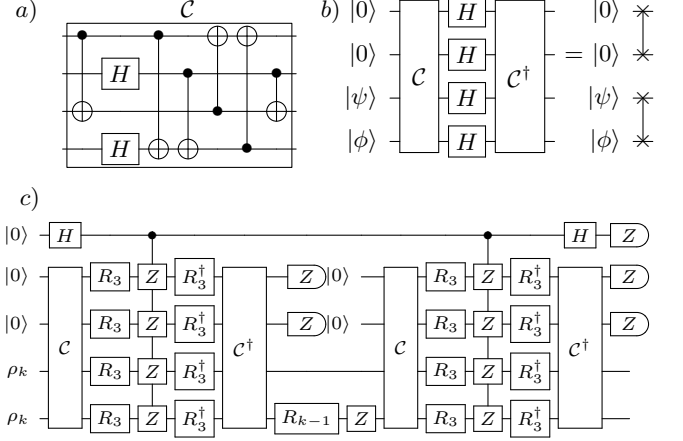 a) C b)
H
H
|0⟩ H |0⟩
|0⟩ C H C† = |0⟩
|ψ⟩ H |ψ⟩
|ϕ⟩ H |ϕ⟩
c)
|0⟩ H H Z
|0⟩ R₃ Z R₃† Z |0⟩ R₃ Z R₃† Z
|0⟩ R₃ Z R₃† Z |0⟩ R₃ Z R₃† Z
C C† C C†
ρₖ R₃ Z R₃† R₃ Z R₃†
ρₖ R₃ Z R₃† Rₖ₋₁ Z R₃ Z R₃†